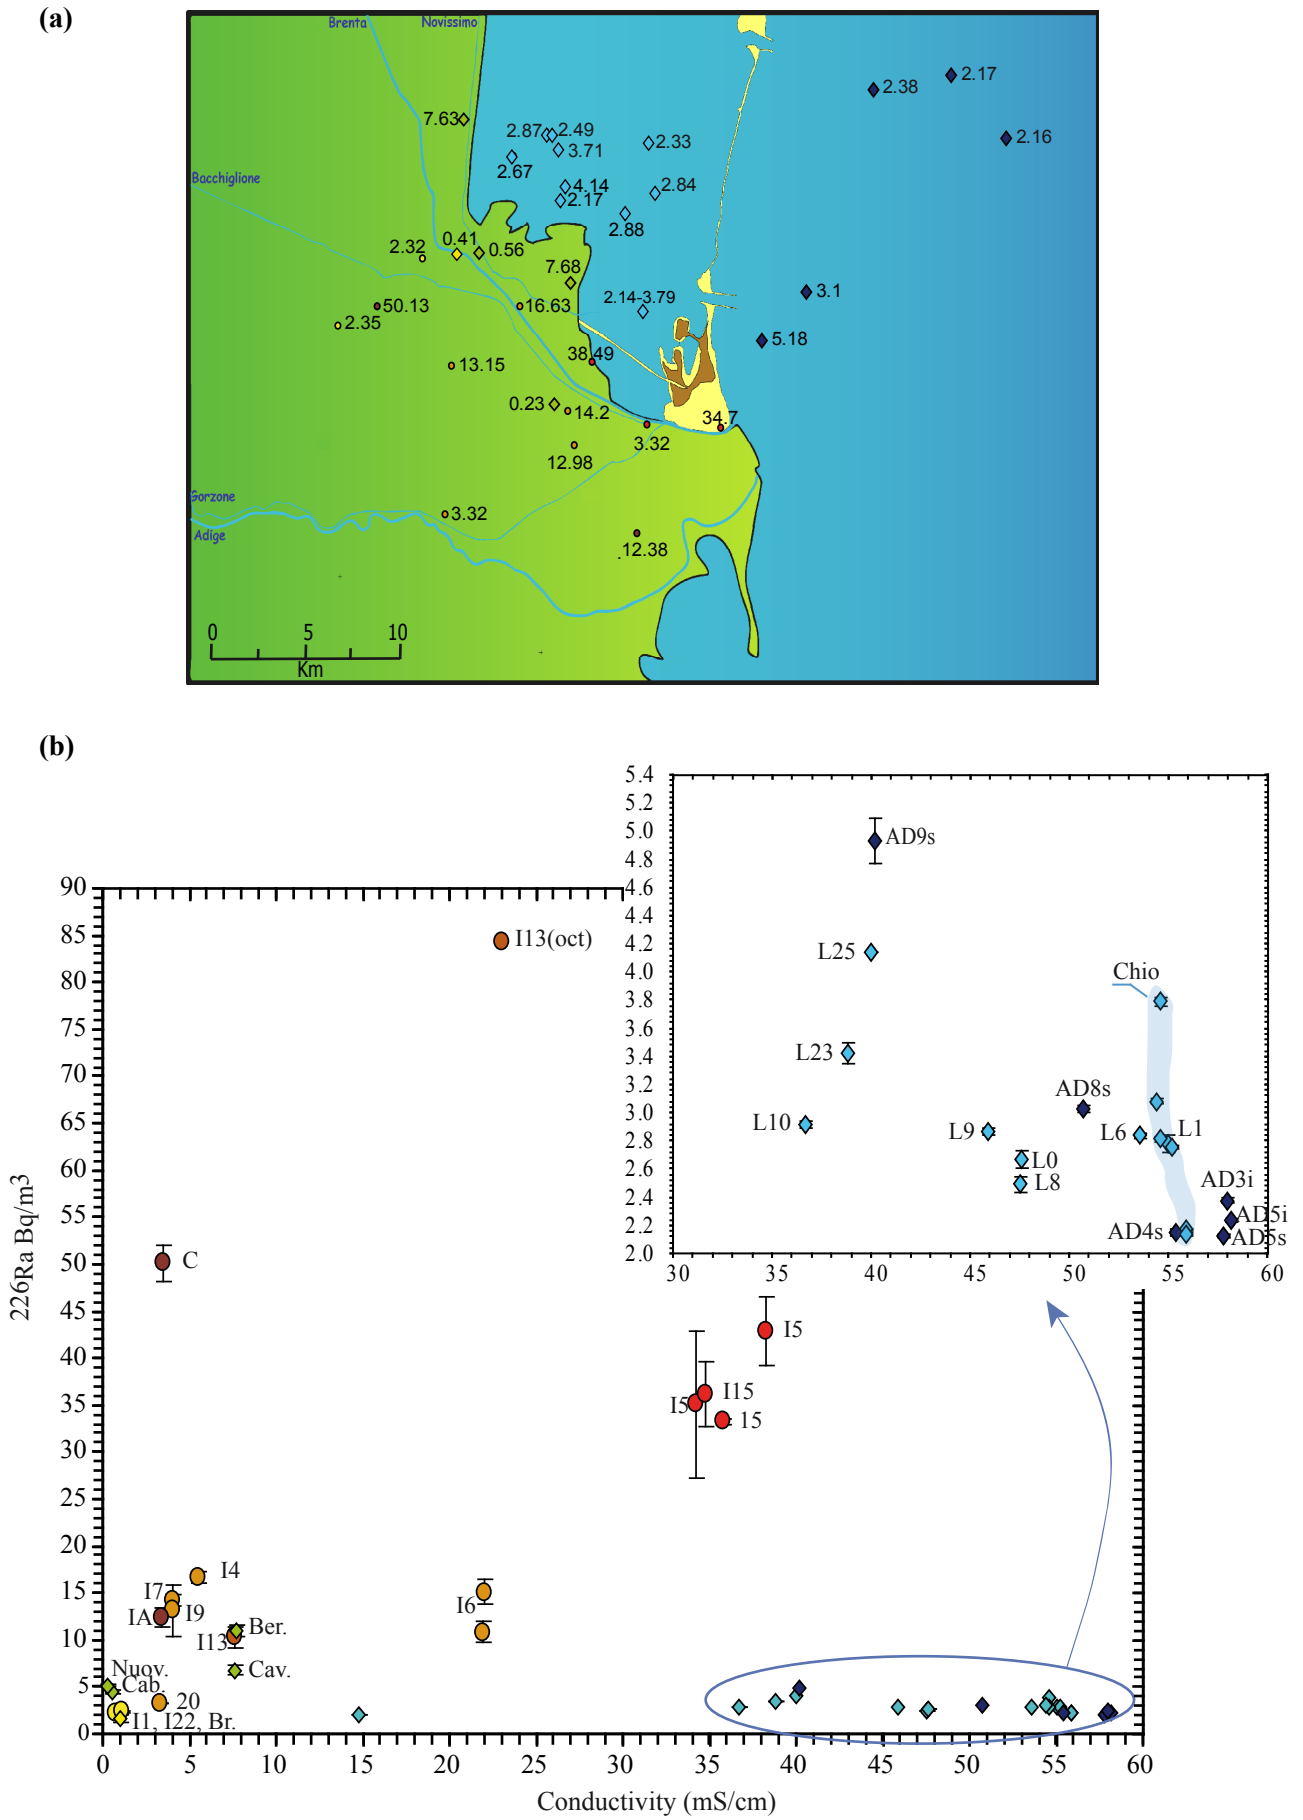 (a)
Brenta
Novissimo
2.17
2.38
7.63
2.87
2.49
2.33
2.16
3.71
2.67
Bacchiglione
4.14
2.84
2.17
2.88
2.32
0.41
0.56
7.68
2.14-3.79
3.1
50.13
16.63
2.35
5.18
38.49
13.15
0.23
14.2
34.7
3.32
12.98
Gorzone
3.32
Adige
.12.38
0 5 10
Km
(b)
5.4
5.2
5.0
4.8
4.6
4.4
4.2
4.0
3.8
3.6
3.4
3.2
3.0
2.8
2.6
2.4
2.2
2.0
30 35 40 45 50 55 60
AD9s
L25
Chio
L23
AD8s
L10
L9
L6
L1
L0
L8
AD3i
AD5i
AD4s
AD5s
226Ra Bq/m3
90
85
80
75
70
65
60
55
50
45
40
35
30
25
20
15
10
5
0
I13(oct)
C
I5
I15
I5
15
I4
I7
I9
IA
I6
Ber.
I13
Cav.
Nuov.
Cab.
20
I1, I22, Br.
0 5 10 15 20 25 30 35 40 45 50 55 60
Conductivity (mS/cm)